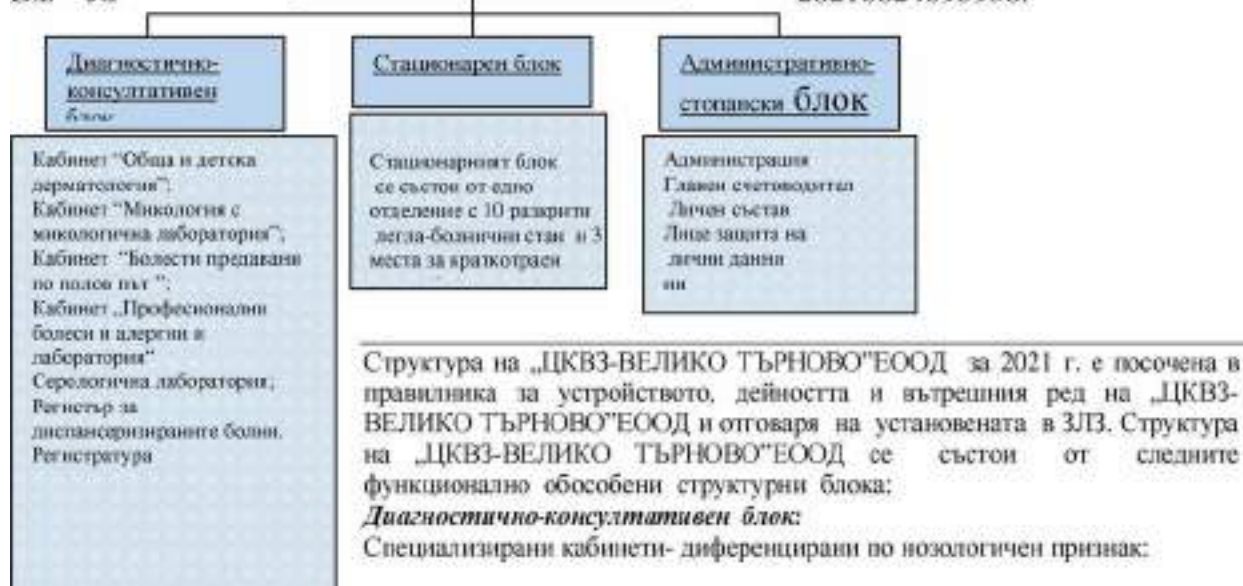 Диагностично-
консултативен
блок
Кабинет “Обща и детска
дерматология”;
Кабинет “Микология с
микологична лаборатория”;
Кабинет “Болести предавани
по полов път ”;
Кабинет „Професионални
болеси и алергии и
лаборатория“
Серологична лаборатория;
Регистър за
диспансеризираните болни.
Регистратура
Стационарен блок
Стационарният блок
се състои от едно
отделение с 10 разкрити
легла-болнични стаи и 3
места за краткотраен
Административно-
стопански блок
Администрация
Главен счетоводител
Личен състав
Лице защита на
лични данни
ни
Структура на „ЦКВЗ-ВЕЛИКО ТЪРНОВО”ЕООД за 2021 г. е посочена в
правилника за устройството, дейността и вътрешния ред на „ЦКВЗ-
ВЕЛИКО ТЪРНОВО”ЕООД и отговаря на установената в ЗЛЗ. Структура
на „ЦКВЗ-ВЕЛИКО ТЪРНОВО”ЕООД се състои от следните
функционално обособени структурни блока:
Диагностично-консултативен блок:
Специализирани кабинети- диференцирани по нозологичен признак: